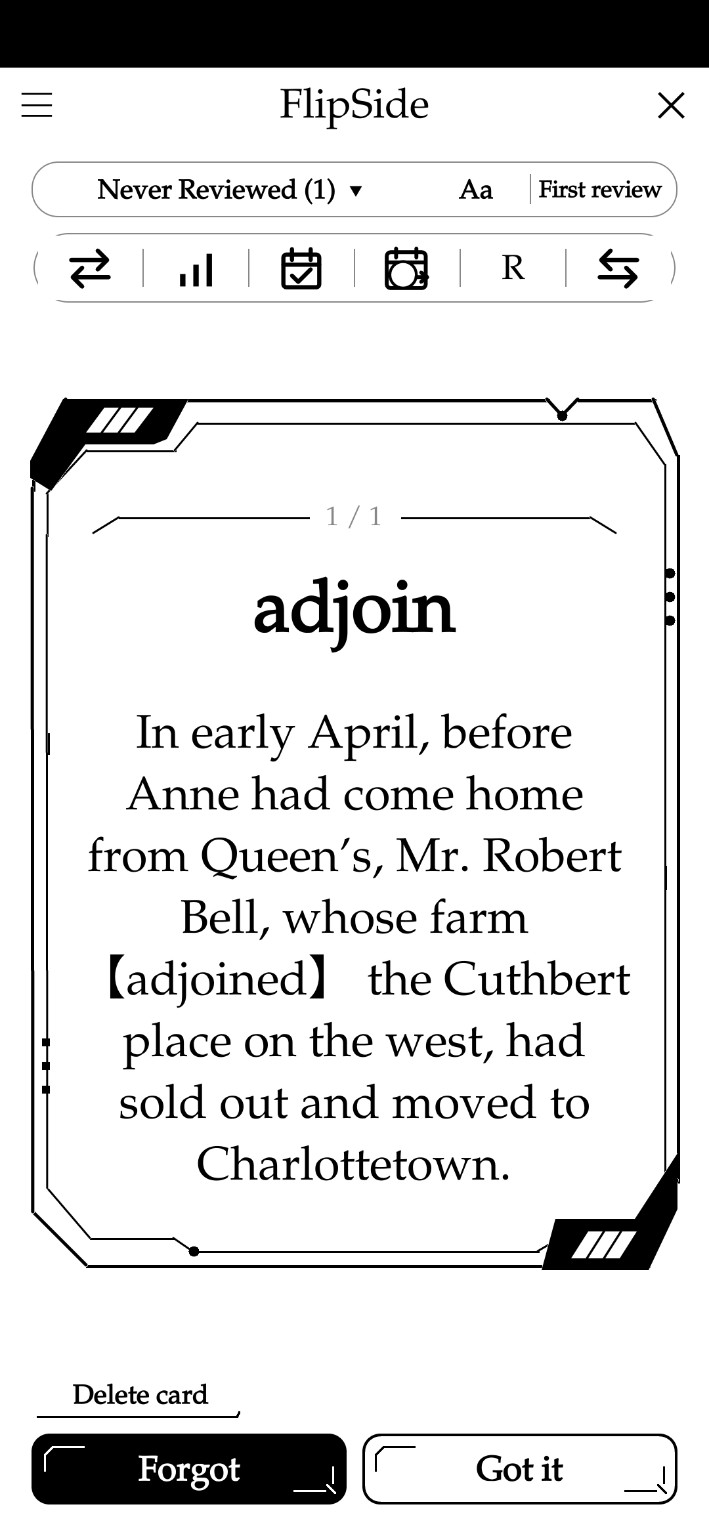 FlipSide
Never Reviewed (1) ▼ Aa First review
R
1 / 1
adjoin
In early April, before
Anne had come home
from Queen’s, Mr. Robert
Bell, whose farm
【adjoined】 the Cuthbert
place on the west, had
sold out and moved to
Charlottetown.
Delete card
Forgot Got it